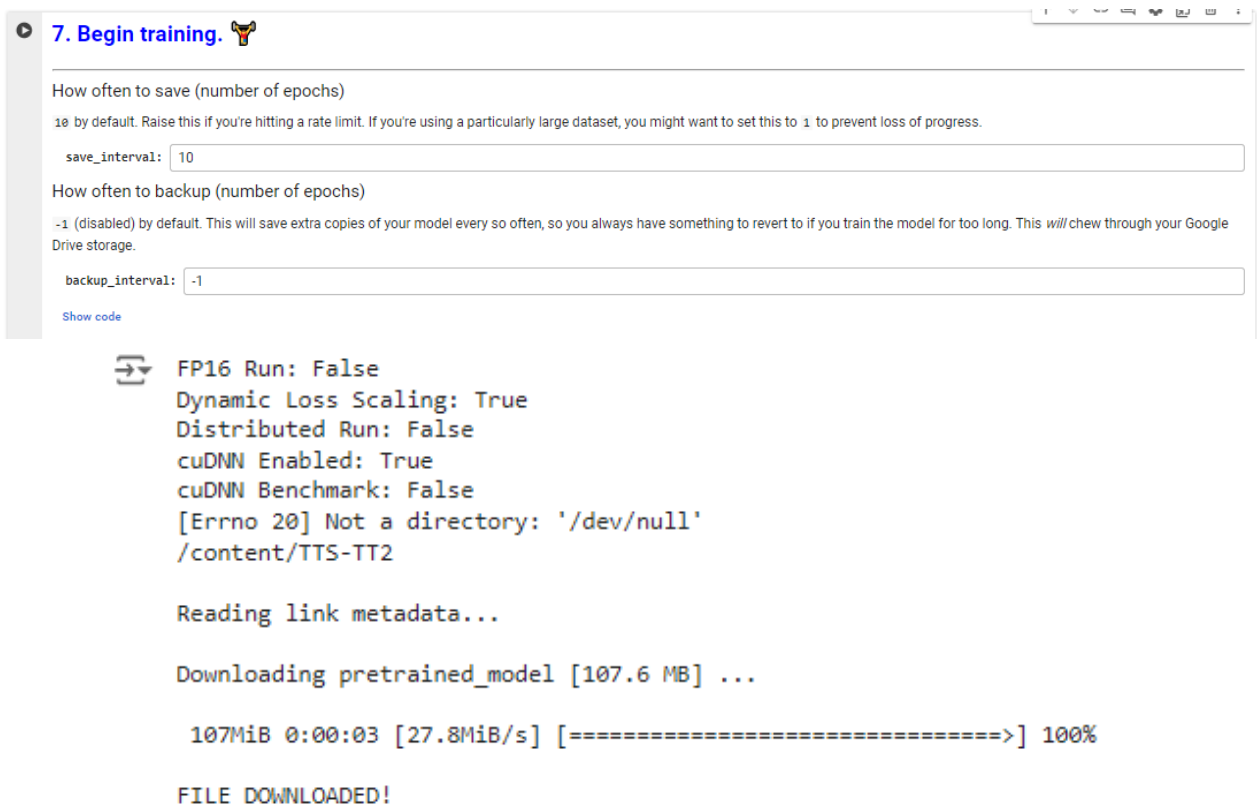 7. Begin training.
How often to save (number of epochs)
10 by default. Raise this if you're hitting a rate limit. If you're using a particularly large dataset, you might want to set this to 1 to prevent loss of progress.
save_interval: 10
How often to backup (number of epochs)
-1 (disabled) by default. This will save extra copies of your model every so often, so you always have something to revert to if you train the model for too long. This will chew through your Google
Drive storage.
backup_interval: -1
Show code
FP16 Run: False
Dynamic Loss Scaling: True
Distributed Run: False
cuDNN Enabled: True
cuDNN Benchmark: False
[Errno 20] Not a directory: '/dev/null'
/content/TTS-TT2
Reading link metadata...
Downloading pretrained_model [107.6 MB] ...
107MiB 0:00:03 [27.8MiB/s] [================================>] 100%
FILE DOWNLOADED!